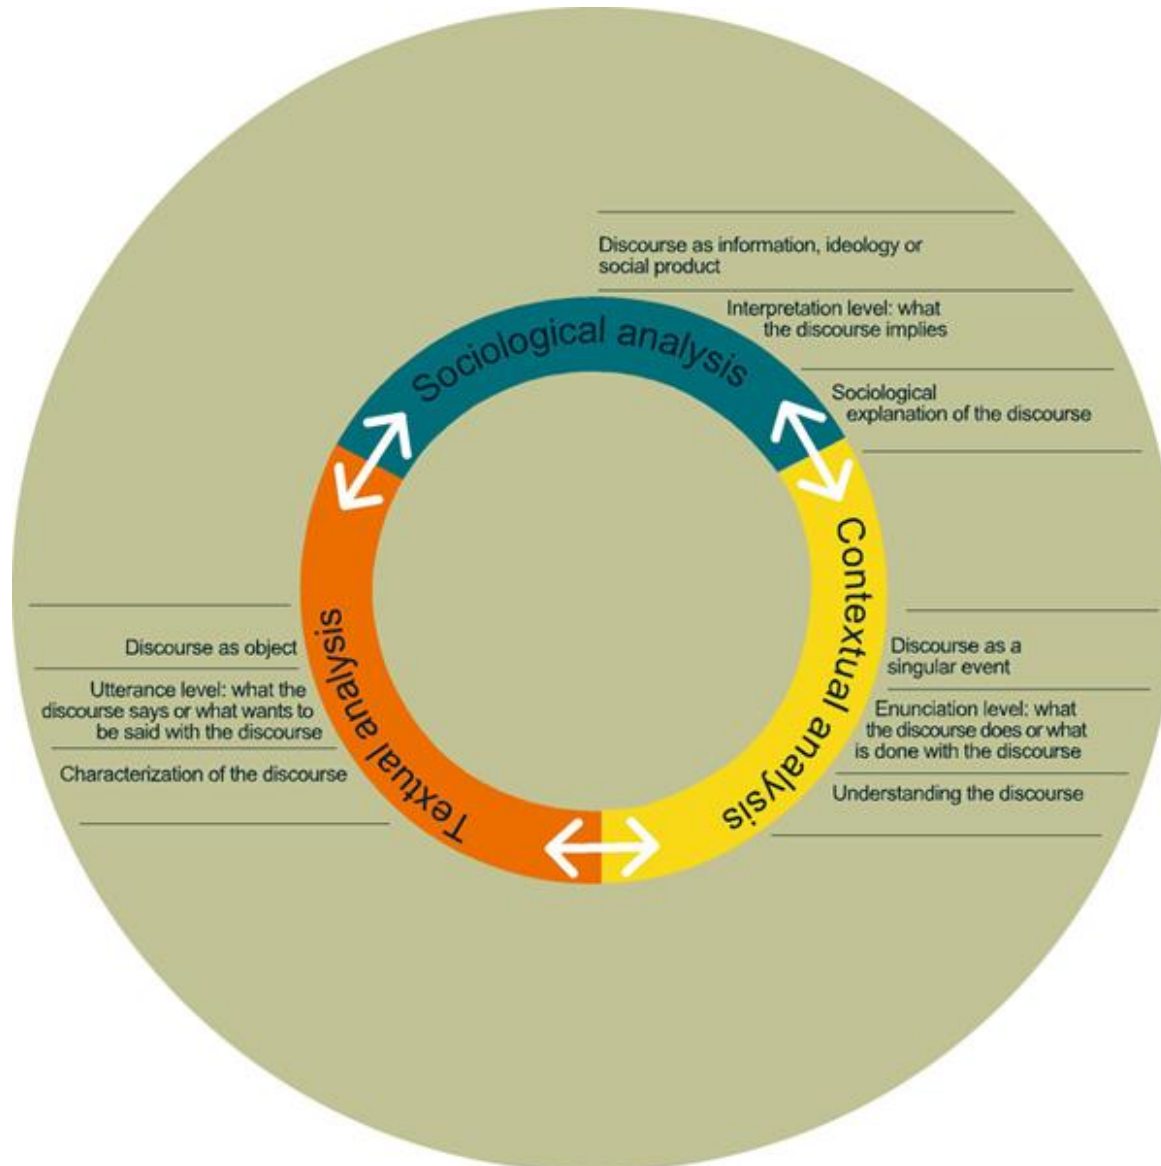 Discourse as information, ideology or
social product
Interpretation level: what
the discourse implies
Sociological analysis
Sociological
explanation of the discourse
Contextual analysis
Discourse as a
singular event
Enunciation level: what
the discourse does or what
is done with the discourse
Understanding the discourse
Textual analysis
Discourse as object
Utterance level: what the
discourse says or what wants to
be said with the discourse
Characterization of the discourse